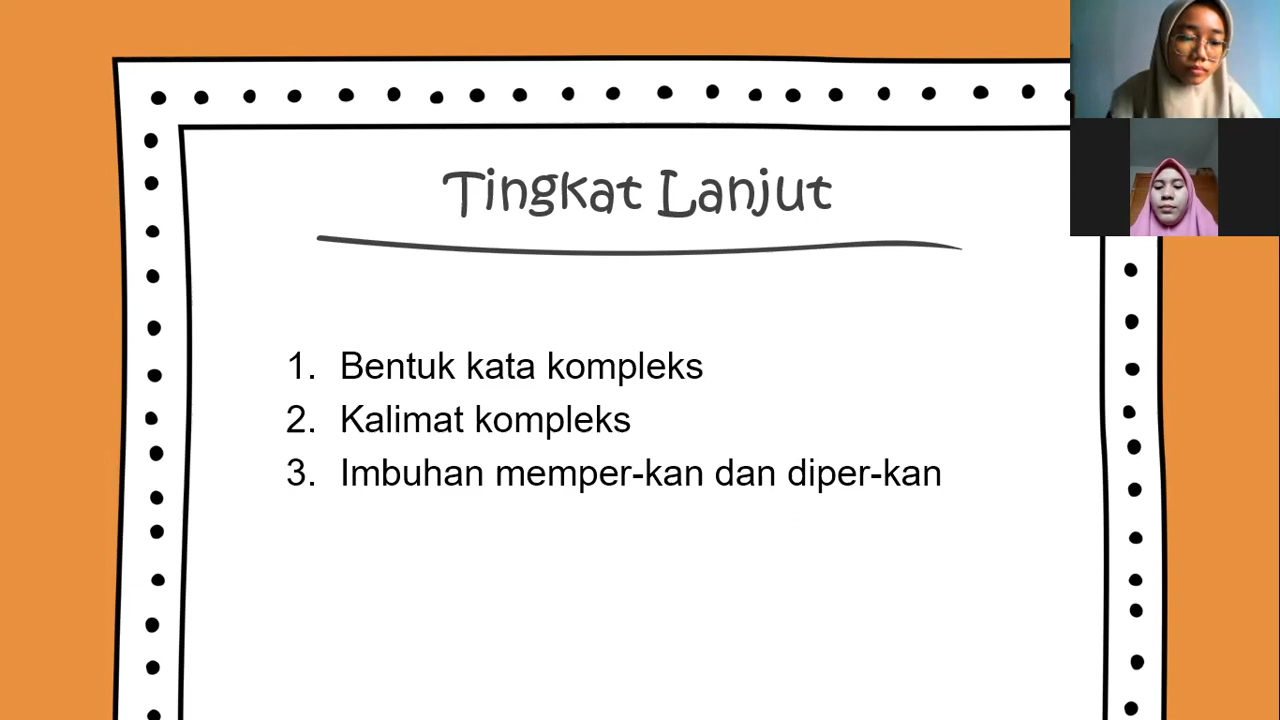 Tingkat Lanjut
1. Bentuk kata kompleks
2. Kalimat kompleks
3. Imbuhan memper-kan dan diper-kan